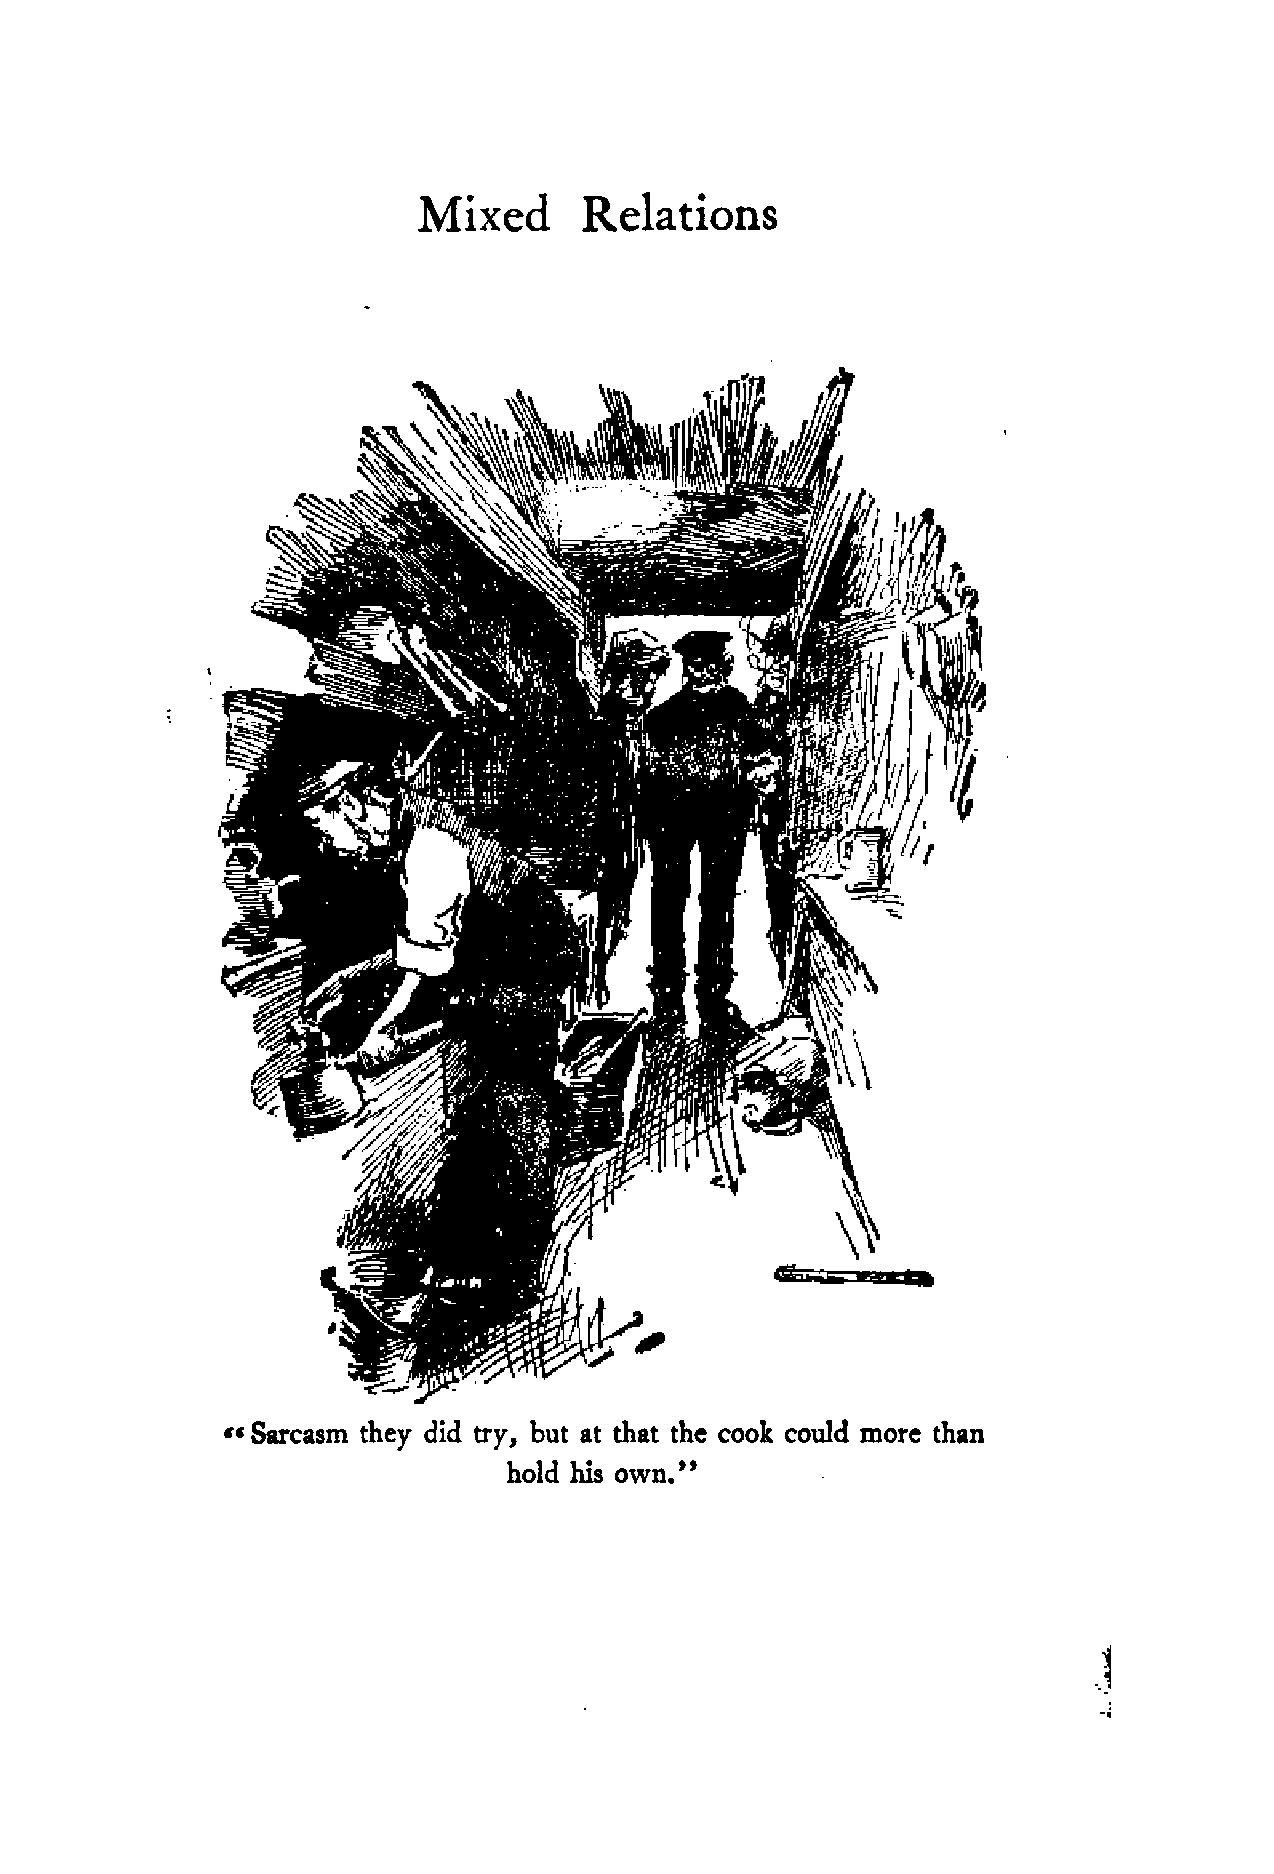 Mixed Relations
“Sarcasm they did try, but at that the cook could more than
hold his own.”